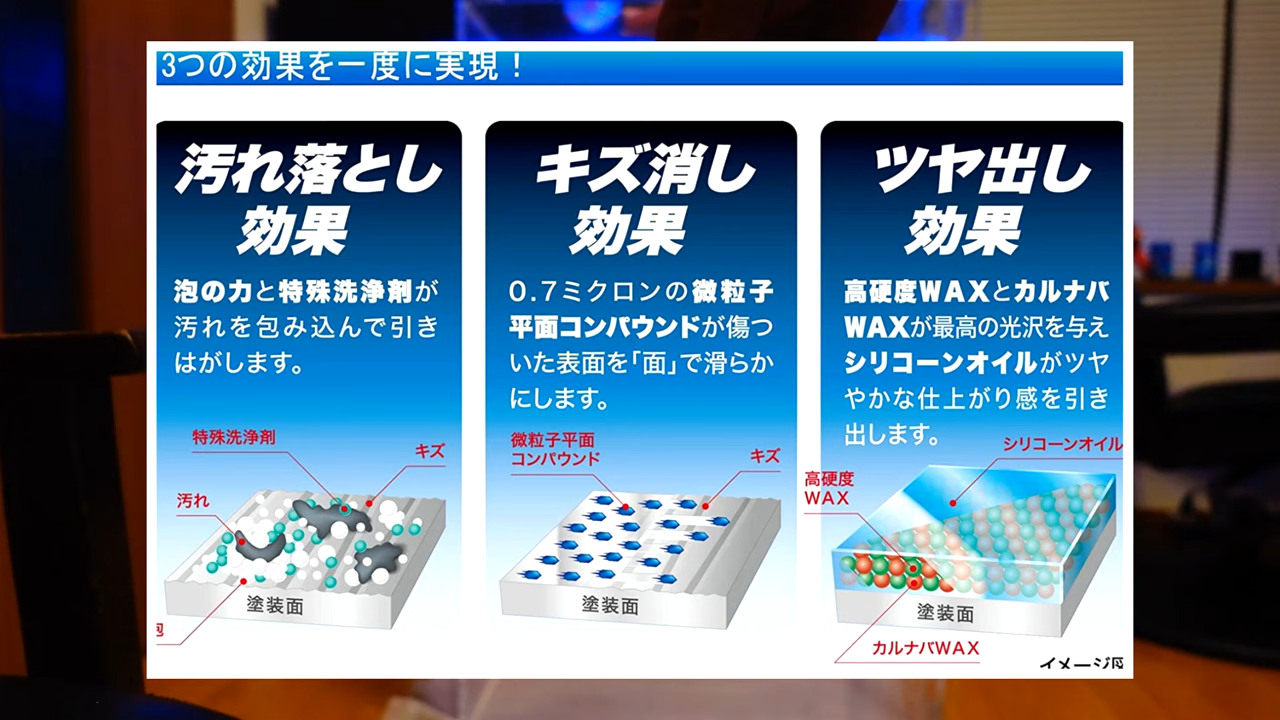 3つの効果を一度に実現！
汚れ落とし
効果
泡の力と特殊洗浄剤が
汚れを包み込んで引き
はがします。
特殊洗浄剤
キズ
汚れ
塗装面
泡
キズ消し
効果
0.7ミクロンの微粒子
平面コンパウンドが傷つ
いた表面を「面」で滑らか
にします。
微粒子平面
コンパウンド
キズ
塗装面
ツヤ出し
効果
高硬度WAXとカルナバ
WAXが最高の光沢を与え
シリコーンオイルがツヤ
やかな仕上がり感を引き
出します。
シリコーンオイル
高硬度
WAX
塗装面
カルナバWAX
イメージ図